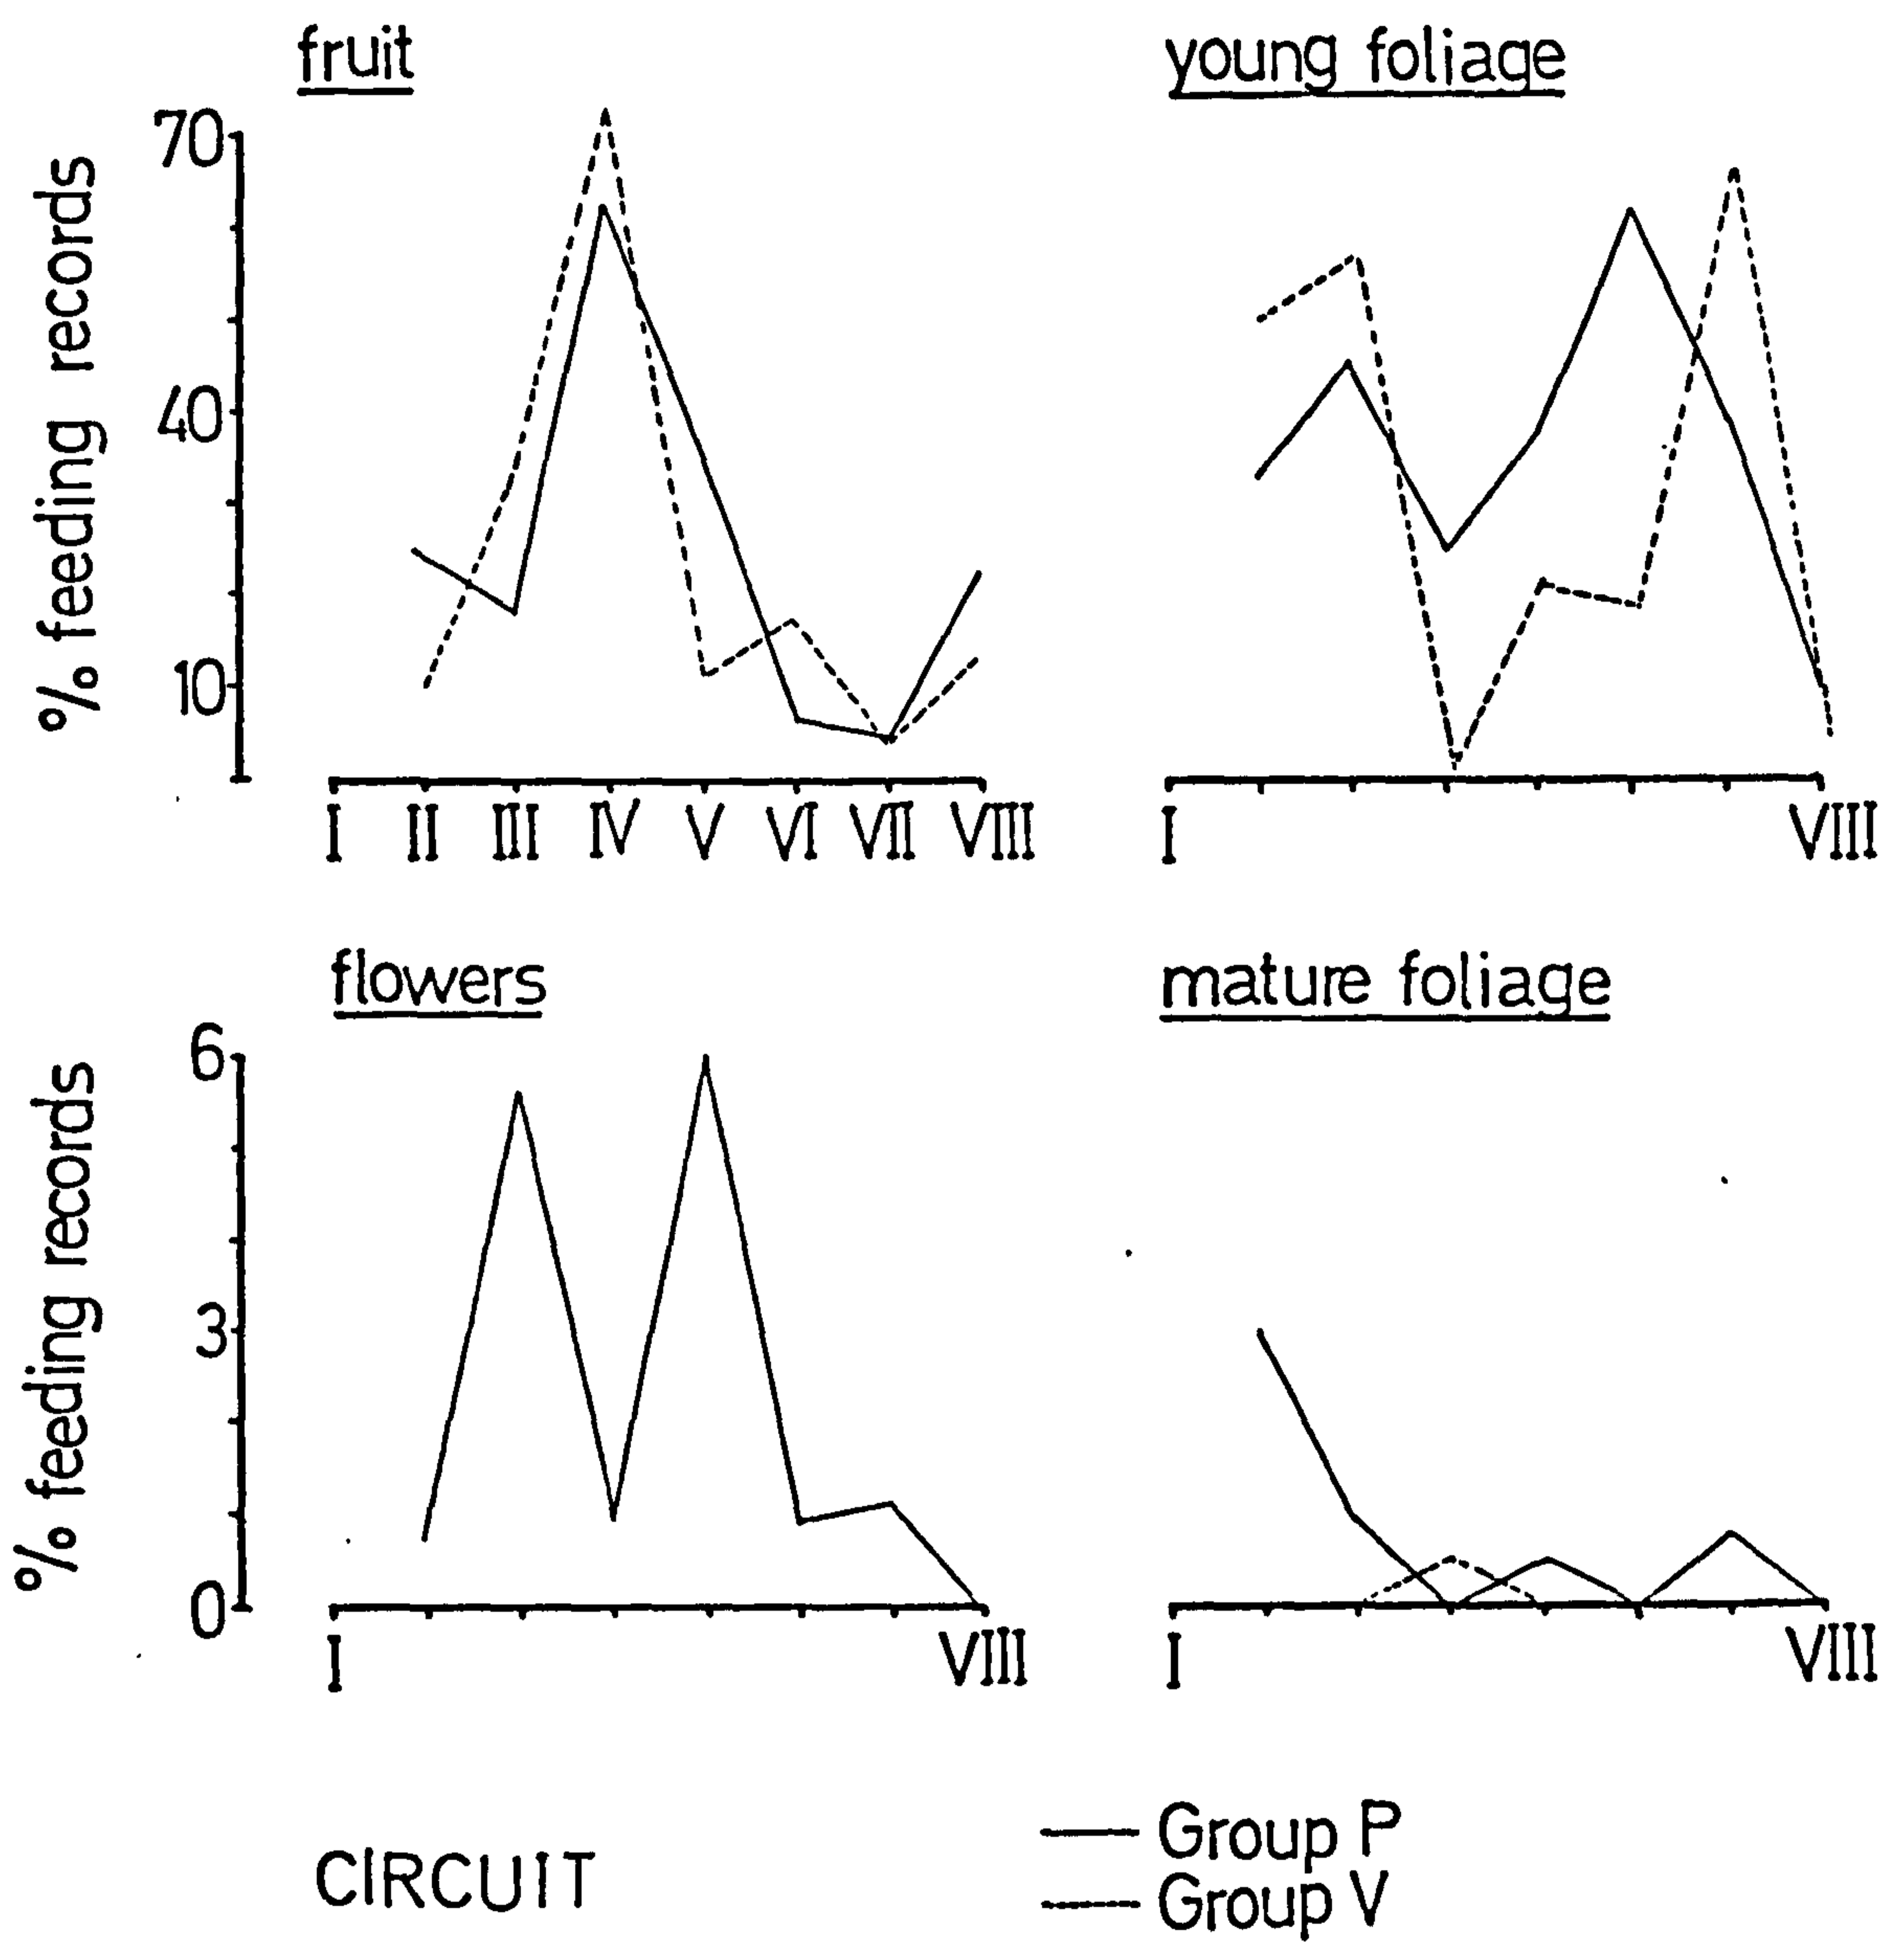 fruit
young foliage
% feeding records
70
40
10
I II III IV V VI VII VIII
I VIII
flowers
mature foliage
% feeding records
6
3
0
I VIII
I VIII
CIRCUIT
Group P
Group V